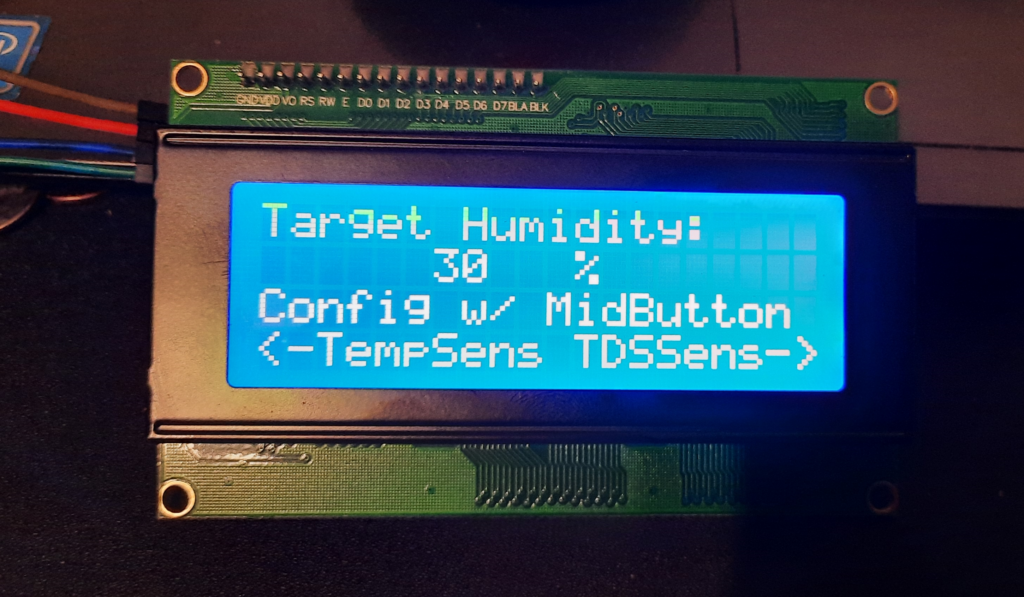 GND VDD VO RS RW E D0 D1 D2 D3 D4 D5 D6 D7 BLA BLK
Target Humidity:
30 %
Config w/ MidButton
<-TempSens TDSSens->